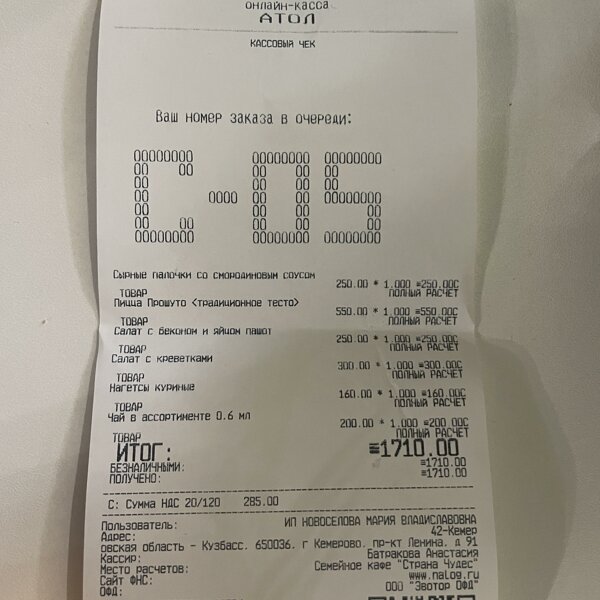 онлайн-касса
АТОЛ
КАССОВЫЙ ЧЕК
Ваш номер заказа в очереди:
С-05
Сырные палочки со смородиновым соусом
250.00 * 1.000 =250.00С
ТОВАР ПОЛНЫЙ РАСЧЕТ
Пицца Прошуто <традиционное тесто>
550.00 * 1.000 =550.00С
ТОВАР ПОЛНЫЙ РАСЧЕТ
Салат с беконом и яйцом пашот
250.00 * 1.000 =250.00С
ТОВАР ПОЛНЫЙ РАСЧЕТ
Салат с креветками
300.00 * 1.000 =300.00С
ТОВАР ПОЛНЫЙ РАСЧЕТ
Нагетсы куриные
160.00 * 1.000 =160.00С
ТОВАР ПОЛНЫЙ РАСЧЕТ
Чай в ассортименте 0.6 мл
200.00 * 1.000 =200.00С
ТОВАР ПОЛНЫЙ РАСЧЕТ
ИТОГ: =1710.00
БЕЗНАЛИЧНЫМИ: =1710.00
ПОЛУЧЕНО: =1710.00
С: Сумма НДС 20/120 285.00
Пользователь: ИП НОВОСЕЛОВА МАРИЯ ВЛАДИСЛАВОВНА
Адрес: 42-Кемер
овская область - Кузбасс, 650036, г Кемерово, пр-кт Ленина, д 91
Кассир: Батракова Анастасия
Место расчетов: Семейное кафе "Страна Чудес"
Сайт ФНС: www.nalog.ru
ОФД: ООО "Эвотор ОФД"